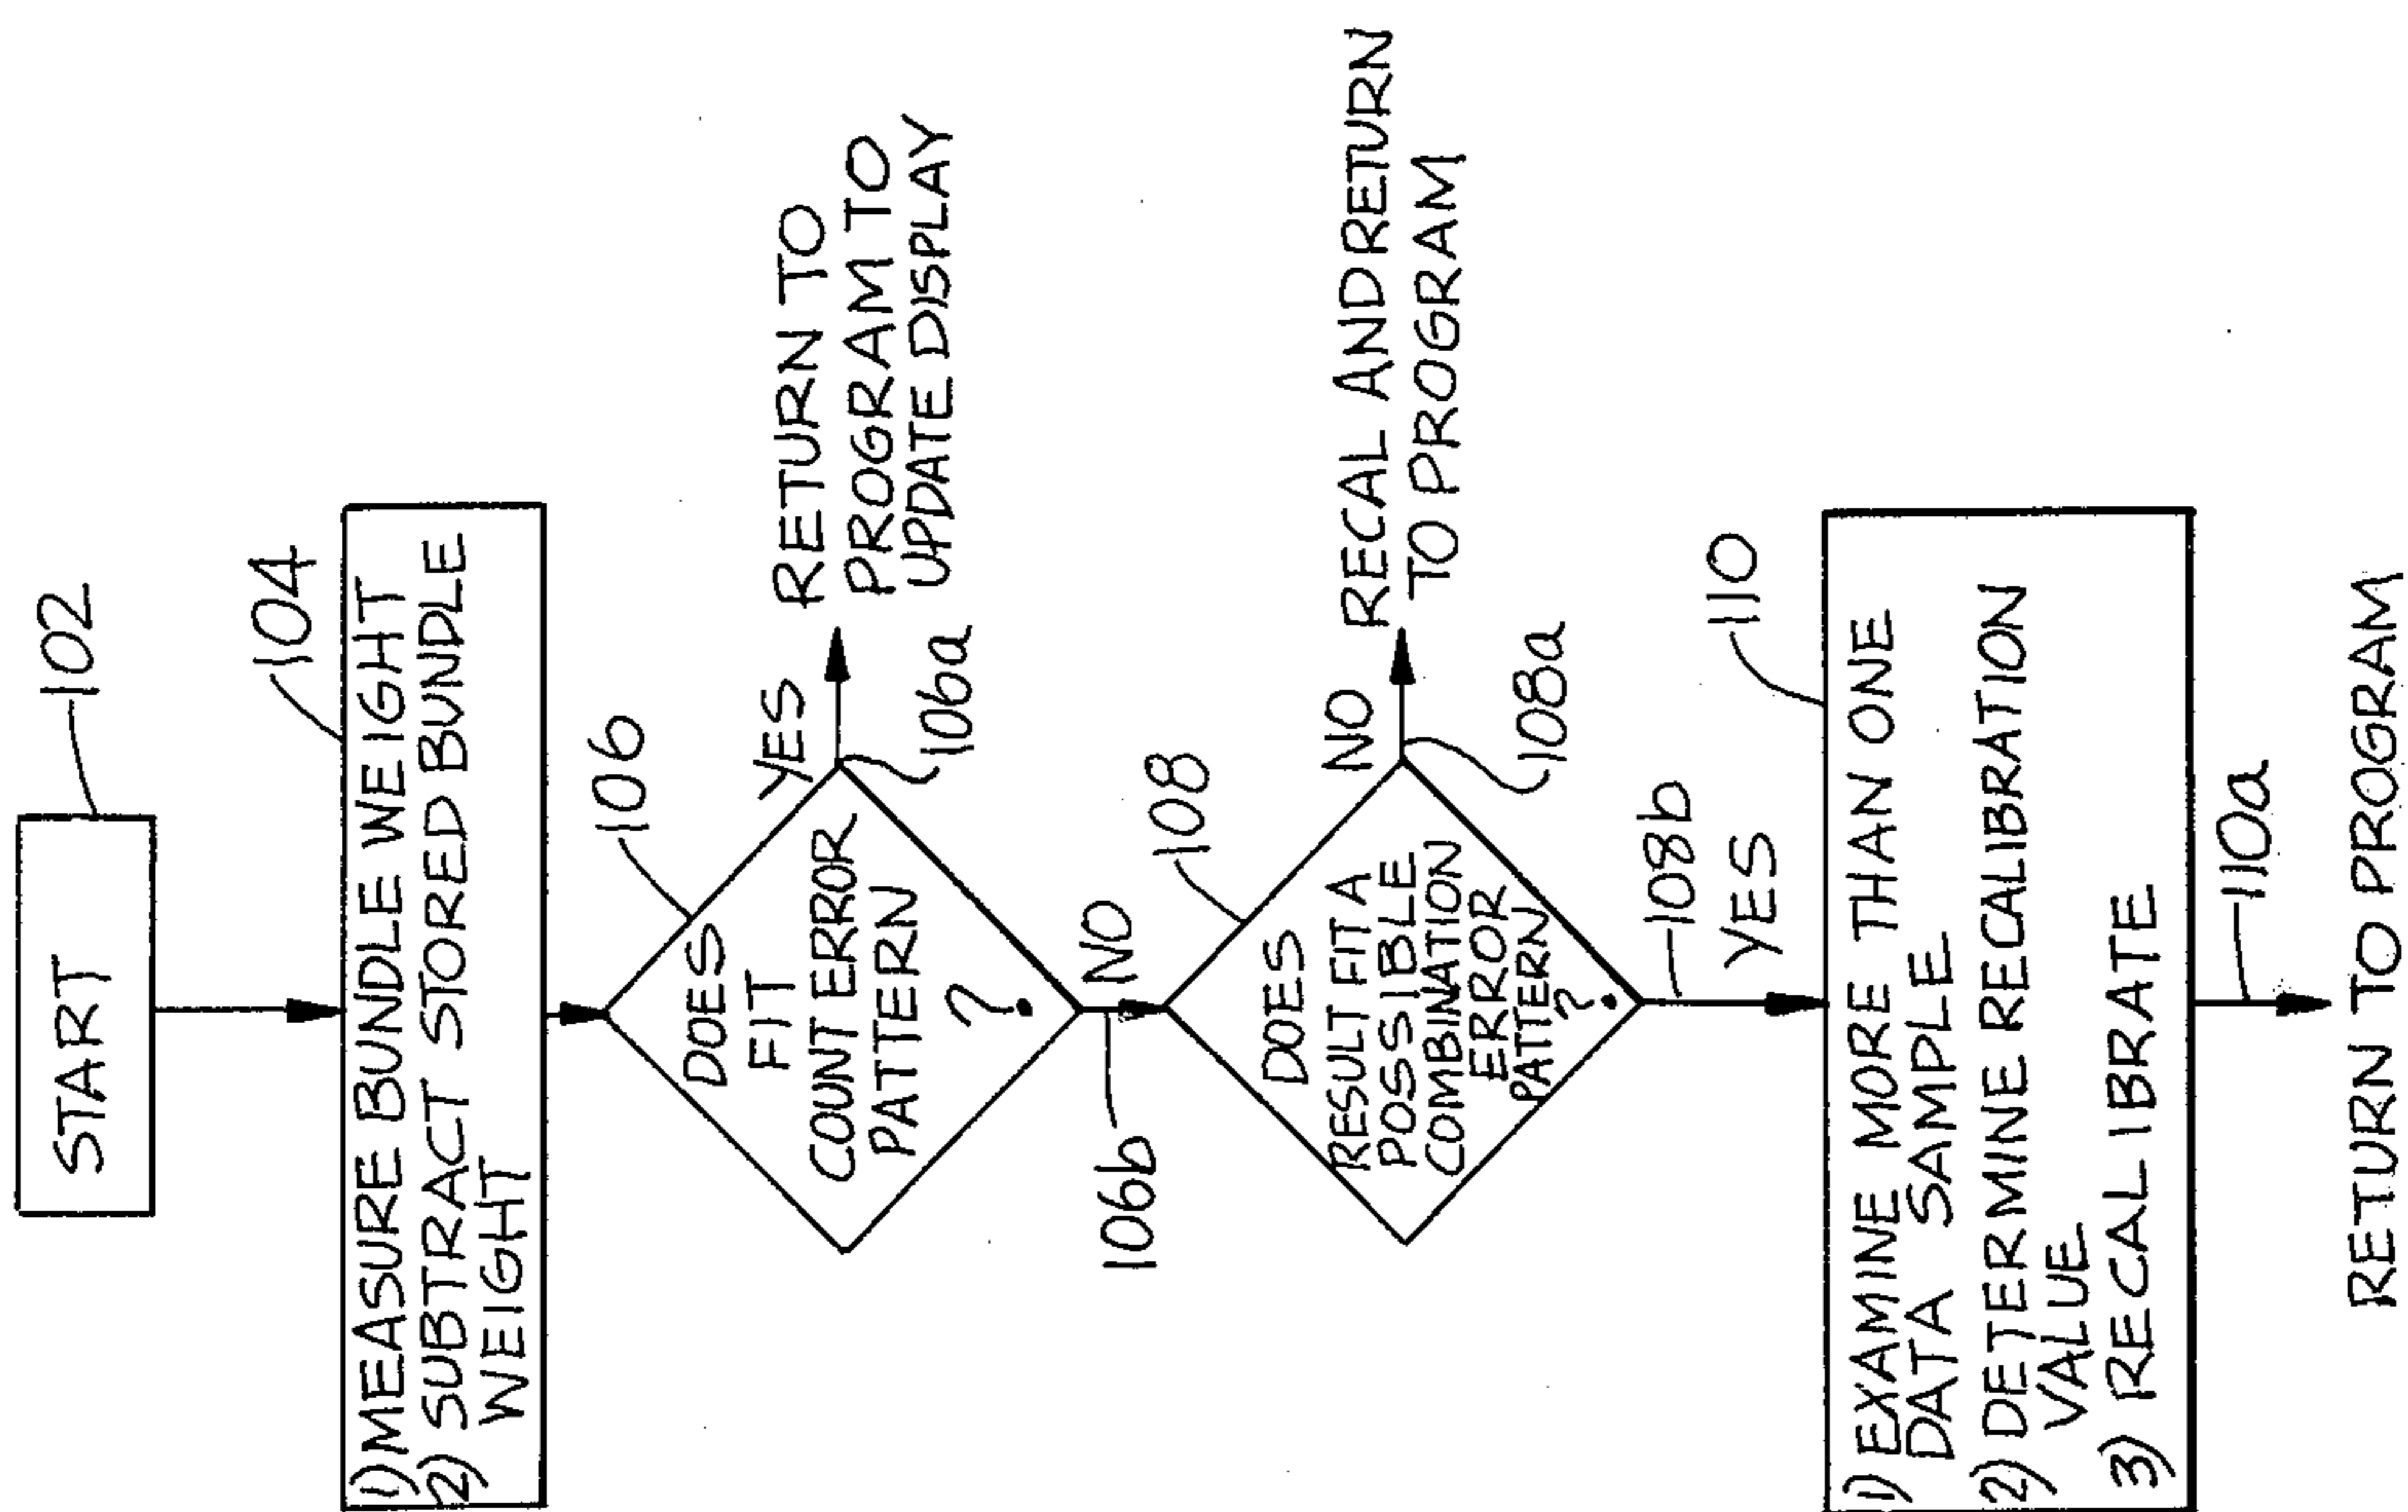 START
102
104
1) MEASURE BUNDLE WEIGHT
2) SUBTRACT STORED BUNDLE
WEIGHT
106
DOES
FIT
COUNT ERROR
PATTERN
?
YES
106a
RETURN TO
PROGRAM TO
UPDATE DISPLAY
NO
106b
108
DOES
RESULT FIT A
POSSIBLE
COMBINATION
ERROR
PATTERN
?
NO
108a
RECAL AND RETURN
TO PROGRAM
108b
YES
110
1) EXAMINE MORE THAN ONE
DATA SAMPLE
2) DETERMINE RECALIBRATION
VALUE
3) RECALIBRATE
110a
RETURN TO PROGRAM